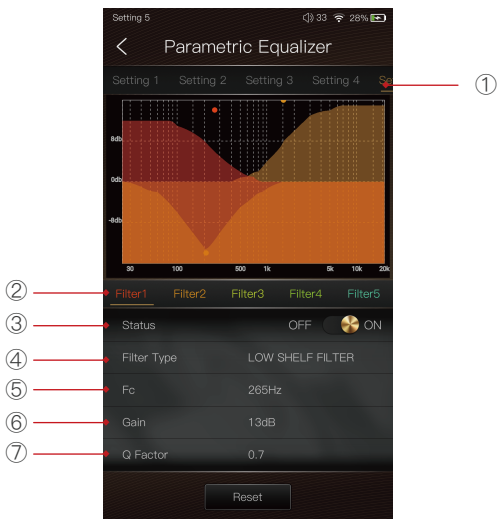 Setting 5 33 28%
Parametric Equalizer
Setting 1 Setting 2 Setting 3 Setting 4 Se
①
8db
0db
-8db
30 100 500 1k 5k 10k 20k
② Filter1 Filter2 Filter3 Filter4 Filter5
③ Status OFF ON
④ Filter Type LOW SHELF FILTER
⑤ Fc 265Hz
⑥ Gain 13dB
⑦ Q Factor 0.7
Reset